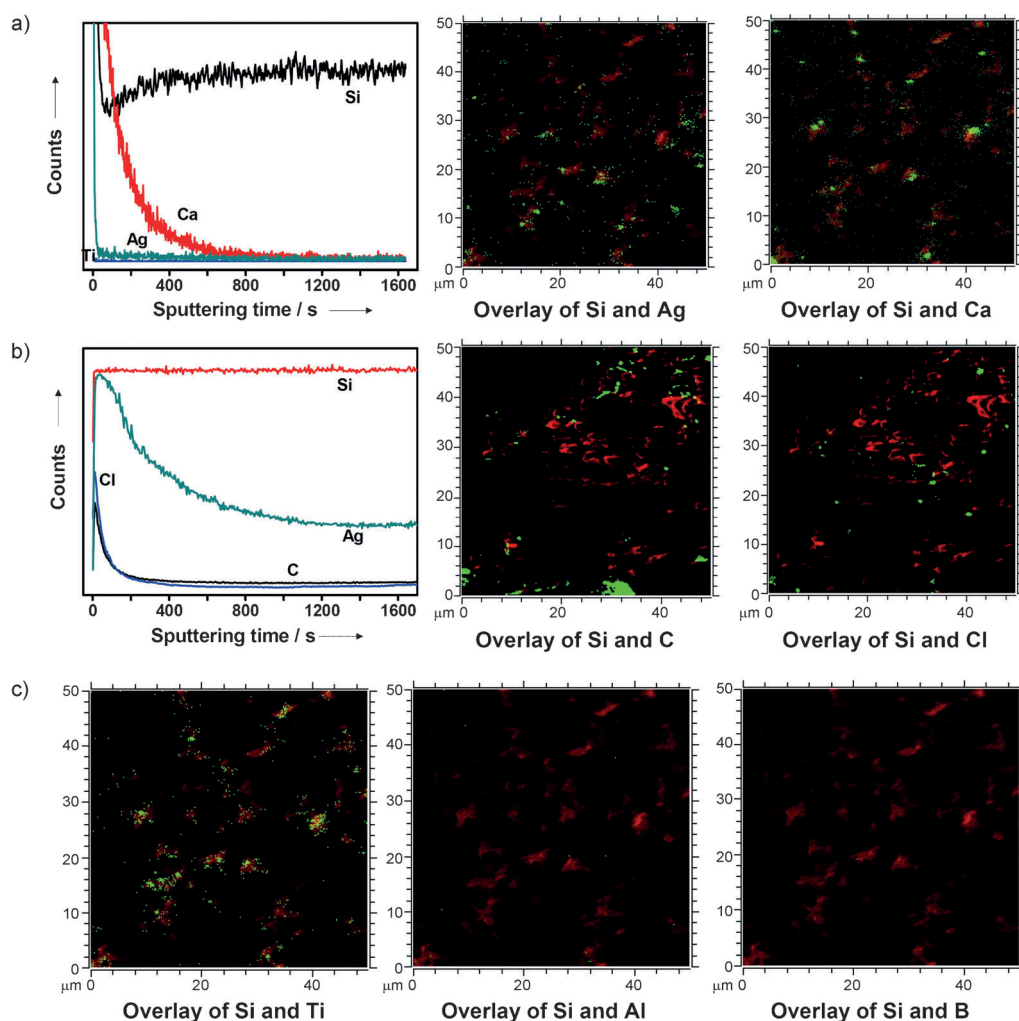 a)
Counts
Si
Ca
Ag
Ti
0 400 800 1200 1600
Sputtering time / s
50
40
30
20
10
0
µm 0 20 40
Overlay of Si and Ag
50
40
30
20
10
0
µm 0 20 40
Overlay of Si and Ca
b)
Counts
Si
Cl
Ag
C
0 400 800 1200 1600
Sputtering time / s
50
40
30
20
10
0
µm 0 20 40
Overlay of Si and C
50
40
30
20
10
0
µm 0 20 40
Overlay of Si and Cl
c)
50
40
30
20
10
0
µm 0 20 40
Overlay of Si and Ti
50
40
30
20
10
0
µm 0 20 40
Overlay of Si and Al
50
40
30
20
10
0
µm 0 20 40
Overlay of Si and B